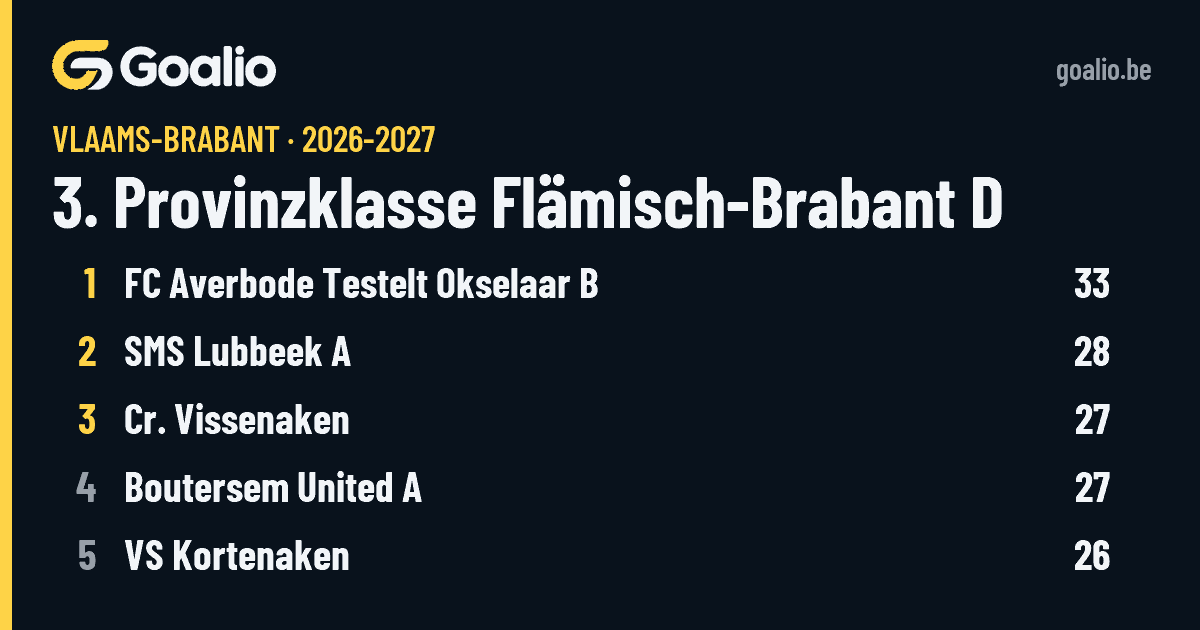 Goalio
goalio.be
VLAAMS-BRABANT · 2026-2027
3. Provinzklasse Flämisch-Brabant D
1 FC Averbode Testelt Okselaar B 33
2 SMS Lubbeek A 28
3 Cr. Vissenaken 27
4 Boutersem United A 27
5 VS Kortenaken 26